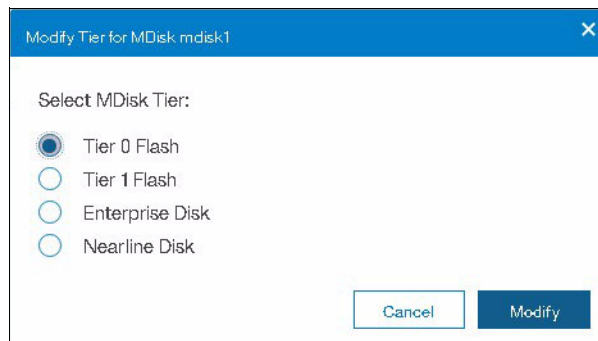 Modify Tier for MDisk mdisk1
Select MDisk Tier:
Tier 0 Flash
Tier 1 Flash
Enterprise Disk
Nearline Disk
Cancel Modify